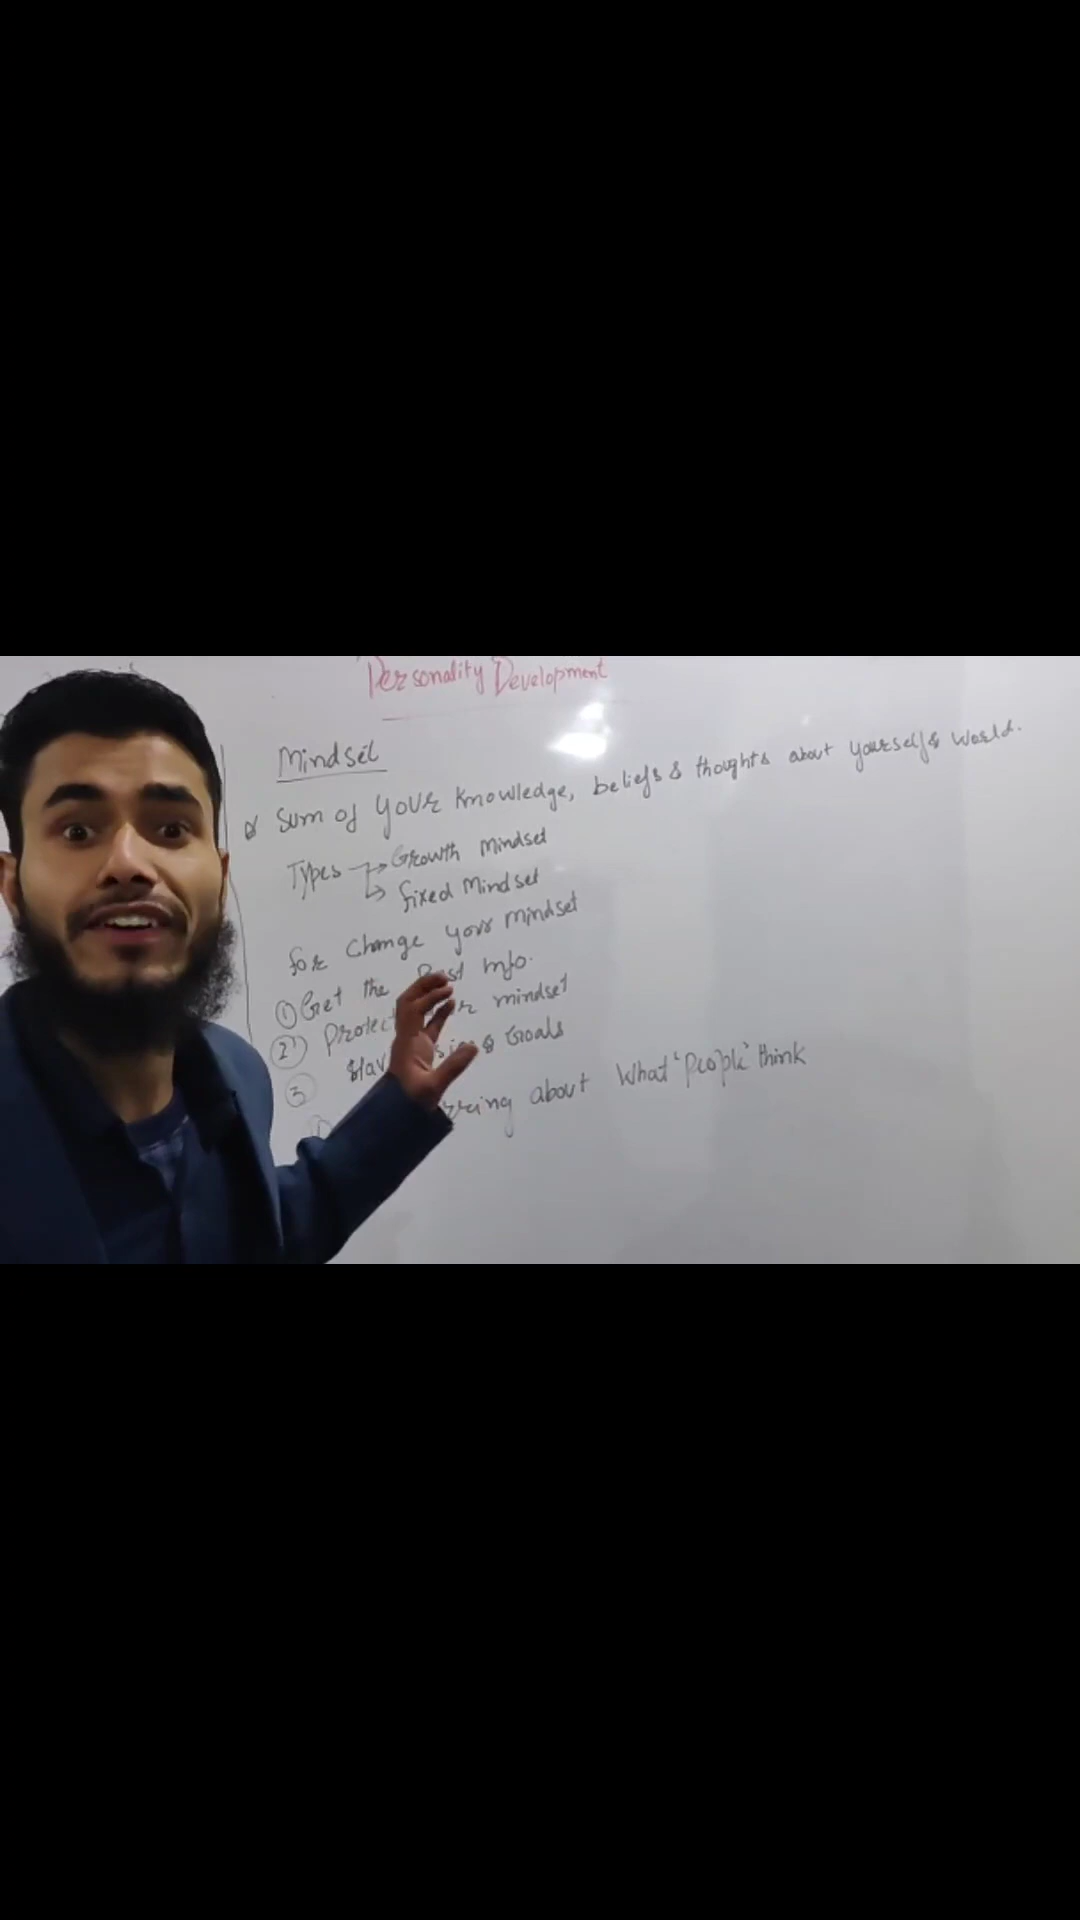 Personality Development
Mindset
Sum of your knowledge, beliefs & thoughts about yourself & world.
Types → Growth Mindset
→ fixed Mindset
for change your mindset
① Get the Best info.
② Protect mindset
③ & Goals
about what 'people' think